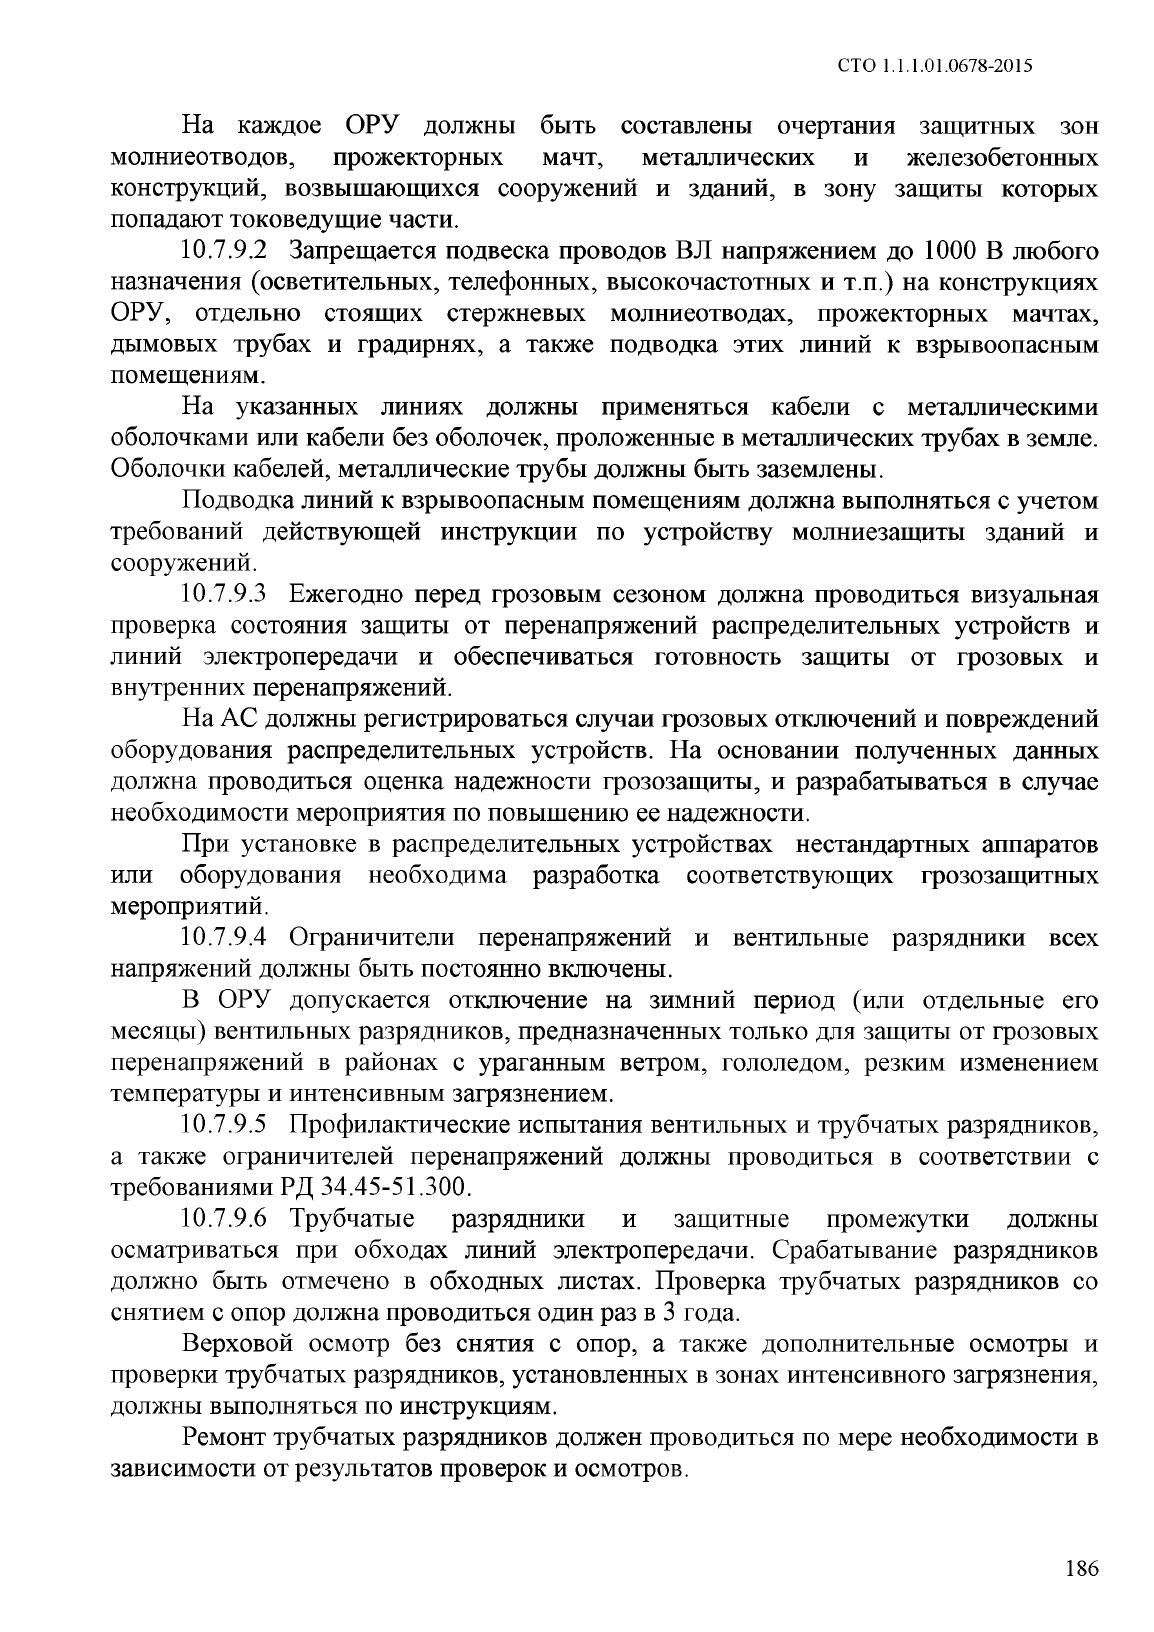 СТО 1.1.1.01.0678-2015
На каждое ОРУ должны быть составлены очертания защитных зон
молниеотводов, прожекторных мачт, металлических и железобетонных
конструкций, возвышающихся сооружений и зданий, в зону защиты которых
попадают токоведущие части.
10.7.9.2 Запрещается подвеска проводов ВЛ напряжением до 1000 В любого
назначения (осветительных, телефонных, высокочастотных и т.п.) на конструкциях
ОРУ, отдельно стоящих стержневых молниеотводах, прожекторных мачтах,
дымовых трубах и градирнях, а также подводка этих линий к взрывоопасным
помещениям.
На указанных линиях должны применяться кабели с металлическими
оболочками или кабели без оболочек, проложенные в металлических трубах в земле.
Оболочки кабелей, металлические трубы должны быть заземлены.
Подводка линий к взрывоопасным помещениям должна выполняться с учетом
требований действующей инструкции по устройству молниезащиты зданий и
сооружений.
10.7.9.3 Ежегодно перед грозовым сезоном должна проводиться визуальная
проверка состояния защиты от перенапряжений распределительных устройств и
линий электропередачи и обеспечиваться готовность защиты от грозовых и
внутренних перенапряжений.
На АС должны регистрироваться случаи грозовых отключений и повреждений
оборудования распределительных устройств. На основании полученных данных
должна проводиться оценка надежности грозозащиты, и разрабатываться в случае
необходимости мероприятия по повышению ее надежности.
При установке в распределительных устройствах нестандартных аппаратов
или оборудования необходима разработка соответствующих грозозащитных
мероприятий.
10.7.9.4 Ограничители перенапряжений и вентильные разрядники всех
напряжений должны быть постоянно включены.
В ОРУ допускается отключение на зимний период (или отдельные его
месяцы) вентильных разрядников, предназначенных только для защиты от грозовых
перенапряжений в районах с ураганным ветром, гололедом, резким изменением
температуры и интенсивным загрязнением.
10.7.9.5 Профилактические испытания вентильных и трубчатых разрядников,
а также ограничителей перенапряжений должны проводиться в соответствии с
требованиями РД 34.45-51.300.
10.7.9.6 Трубчатые разрядники и защитные промежутки должны
осматриваться при обходах линий электропередачи. Срабатывание разрядников
должно быть отмечено в обходных листах. Проверка трубчатых разрядников со
снятием с опор должна проводиться один раз в 3 года.
Верховой осмотр без снятия с опор, а также дополнительные осмотры и
проверки трубчатых разрядников, установленных в зонах интенсивного загрязнения,
должны выполняться по инструкциям.
Ремонт трубчатых разрядников должен проводиться по мере необходимости в
зависимости от результатов проверок и осмотров.
186